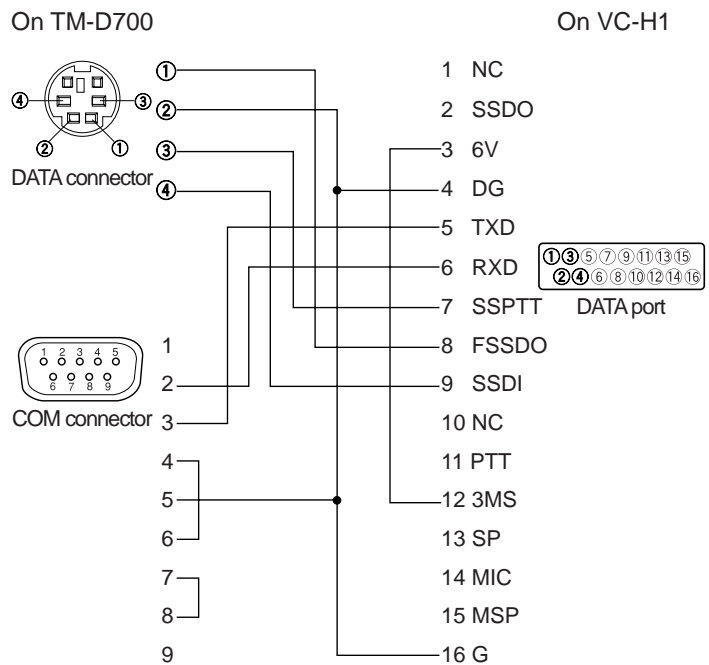 On TM-D700
On VC-H1
① 1 NC
④ ③ ② 2 SSDO
② ① ③ 3 6V
DATA connector ④ 4 DG
5 TXD
①③⑤⑦⑨⑪⑬⑮
6 RXD
②④⑥⑧⑩⑫⑭⑯
7 SSPTT
DATA port
1 8 FSSDO
1 2 3 4 5
6 7 8 9
2 9 SSDI
COM connector 3 10 NC
4 11 PTT
5 12 3MS
6 13 SP
7 14 MIC
8 15 MSP
9 16 G